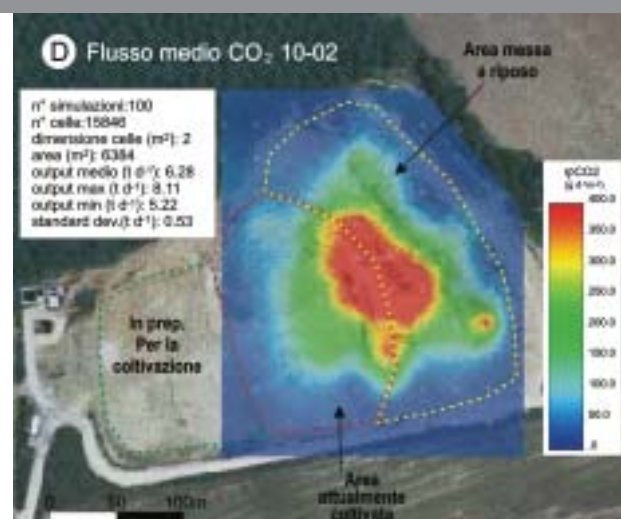 D Flusso medio CO₂ 10-02
n° simulazioni:100
n° celle:15846
dimensione celle (m²): 2
area (m²): 6384
output medio (t d⁻¹): 6.28
output max (t d⁻¹): 8.11
output min (t d⁻¹): 5.22
standard dev.(t d⁻¹): 0.53
Area messa
a riposo
φCO2
400.0
350.0
300.0
200.0
100.0
50.0
.0
In prep.
Per la
coltivazione
Area
attualmente
coltivata
0 50 100m